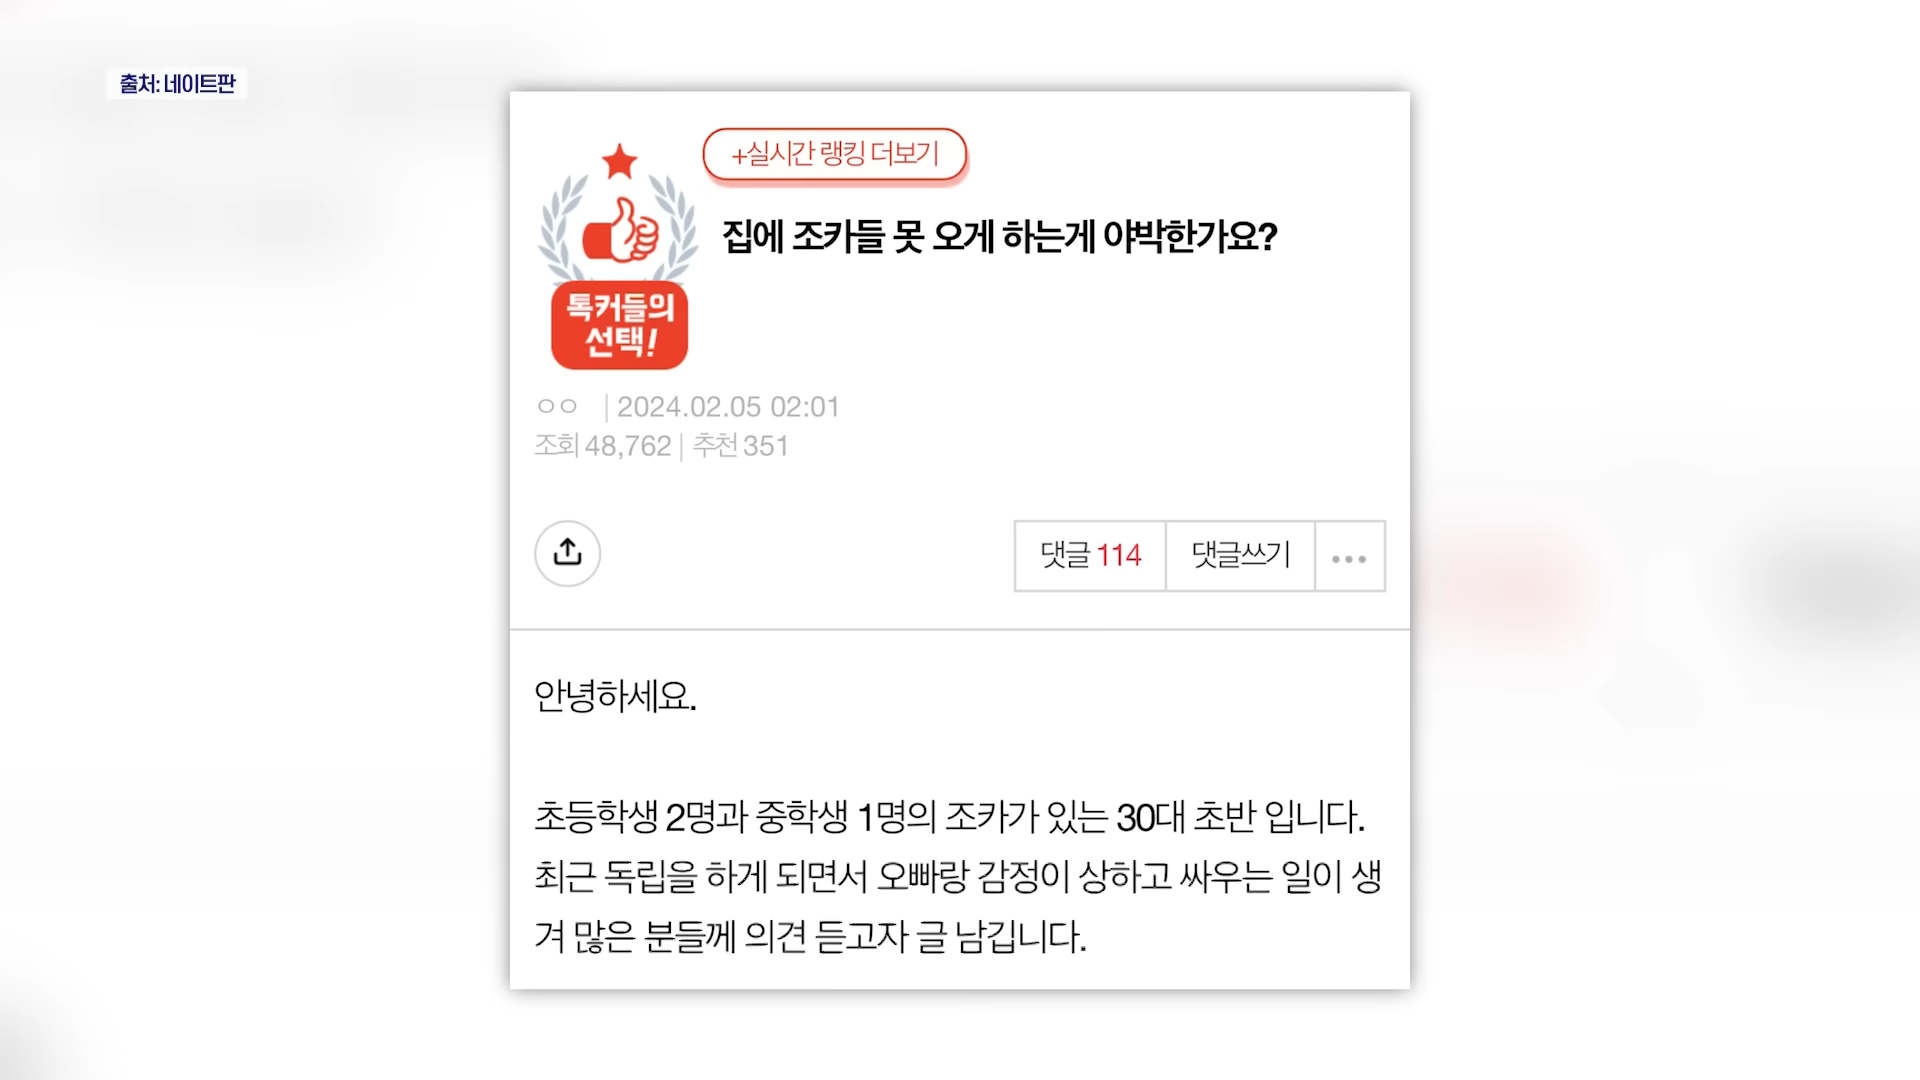 출처: 네이트판
+실시간 랭킹 더보기
집에 조카들 못 오게 하는게 야박한가요?
톡커들의
선택!
ㅇㅇ | 2024.02.05 02:01
조회 48,762 | 추천 351
댓글 114 댓글쓰기
안녕하세요.
초등학생 2명과 중학생 1명의 조카가 있는 30대 초반 입니다.
최근 독립을 하게 되면서 오빠랑 감정이 상하고 싸우는 일이 생
겨 많은 분들께 의견 듣고자 글 남깁니다.